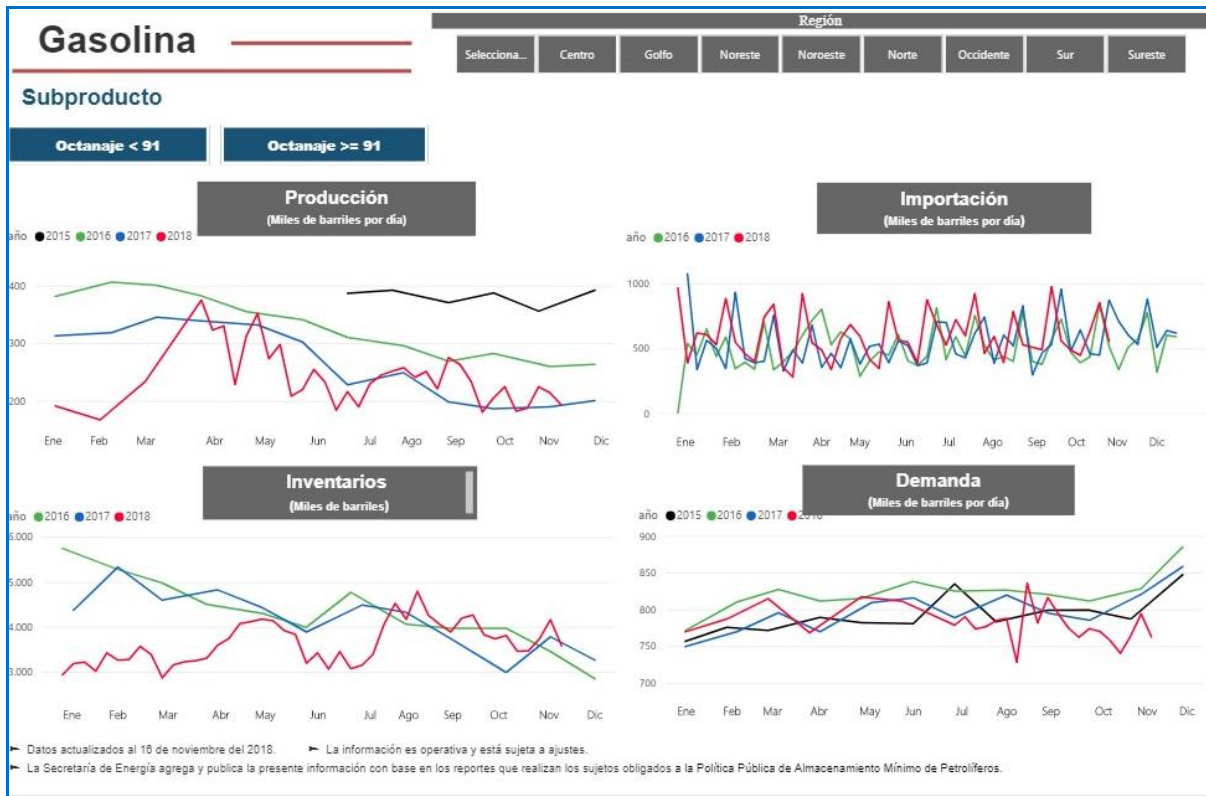 Gasolina
Región
Selecciona... Centro Golfo Noreste Noroeste Norte Occidente Sur Sureste
Subproducto
Octanaje < 91 Octanaje >= 91
Producción
(Miles de barriles por día)
año 2015 2016 2017 2018
400
300
200
Ene Feb Mar Abr May Jun Jul Ago Sep Oct Nov Dic
Importación
(Miles de barriles por día)
año 2016 2017 2018
1000
500
0
Ene Feb Mar Abr May Jun Jul Ago Sep Oct Nov Dic
Inventarios
(Miles de barriles)
año 2016 2017 2018
6.000
5.000
4.000
3.000
Ene Feb Mar Abr May Jun Jul Ago Sep Oct Nov Dic
Demanda
(Miles de barriles por día)
año 2015 2016 2017 2018
900
850
800
750
700
Ene Feb Mar Abr May Jun Jul Ago Sep Oct Nov Dic
Datos actualizados al 16 de noviembre del 2018. La información es operativa y está sujeta a ajustes.
La Secretaría de Energía agrega y publica la presente información con base en los reportes que realizan los sujetos obligados a la Política Pública de Almacenamiento Mínimo de Petrolíferos.